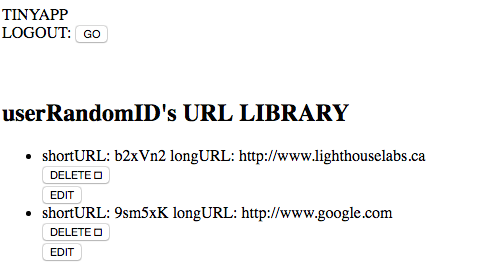 TINYAPP
LOGOUT: GO
userRandomID's URL LIBRARY
• shortURL: b2xVn2 longURL: http://www.lighthouselabs.ca
DELETE □
EDIT
• shortURL: 9sm5xK longURL: http://www.google.com
DELETE □
EDIT